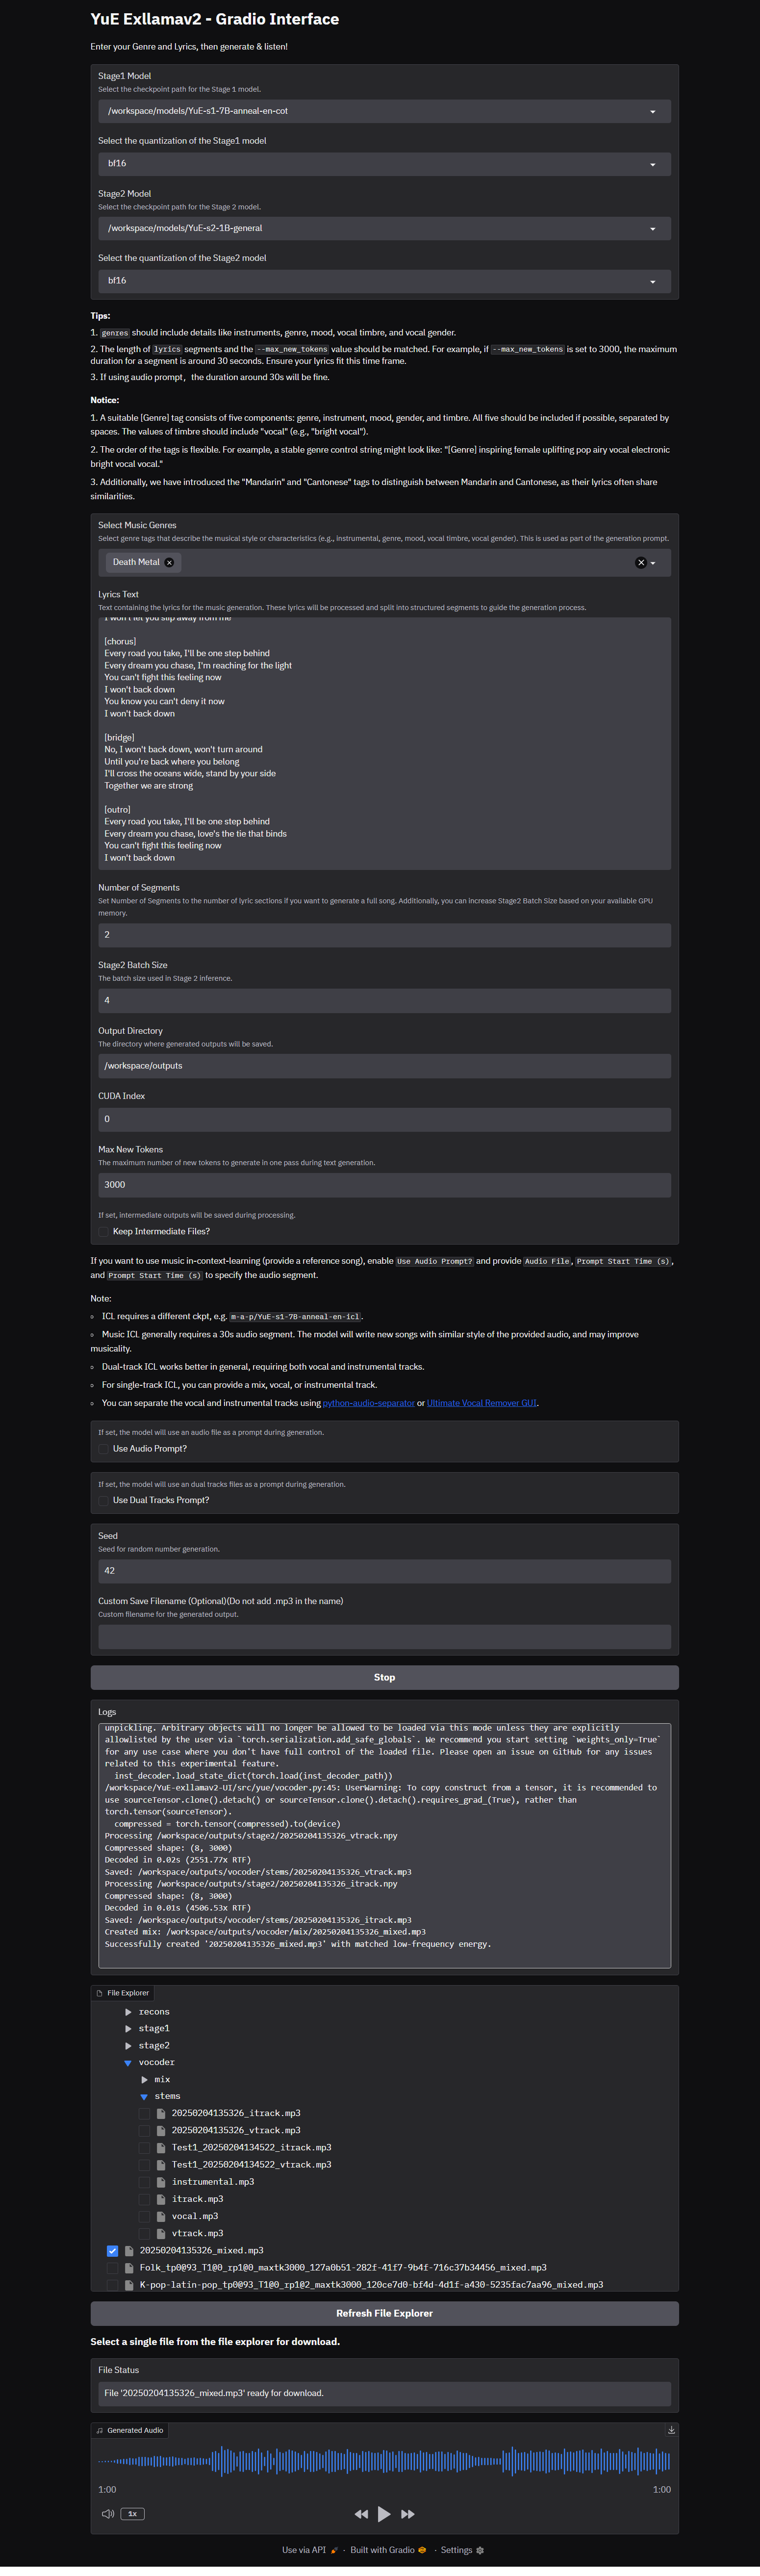 YuE Exllamav2 - Gradio Interface
Enter your Genre and Lyrics, then generate & listen!
Stage1 Model
Select the checkpoint path for the Stage 1 model.
/workspace/models/YuE-s1-7B-anneal-en-cot
Select the quantization of the Stage1 model
bf16
Stage2 Model
Select the checkpoint path for the Stage 2 model.
/workspace/models/YuE-s2-1B-general
Select the quantization of the Stage2 model
bf16
Tips:
1. genres should include details like instruments, genre, mood, vocal timbre, and vocal gender.
2. The length of lyrics segments and the --max_new_tokens value should be matched. For example, if --max_new_tokens is set to 3000, the maximum
duration for a segment is around 30 seconds. Ensure your lyrics fit this time frame.
3. If using audio prompt，the duration around 30s will be fine.
Notice:
1. A suitable [Genre] tag consists of five components: genre, instrument, mood, gender, and timbre. All five should be included if possible, separated by
spaces. The values of timbre should include "vocal" (e.g., "bright vocal").
2. The order of the tags is flexible. For example, a stable genre control string might look like: "[Genre] inspiring female uplifting pop airy vocal electronic
bright vocal vocal."
3. Additionally, we have introduced the "Mandarin" and "Cantonese" tags to distinguish between Mandarin and Cantonese, as their lyrics often share
similarities.
Select Music Genres
Select genre tags that describe the musical style or characteristics (e.g., instrumental, genre, mood, vocal timbre, vocal gender). This is used as part of the generation prompt.
Death Metal
Lyrics Text
Text containing the lyrics for the music generation. These lyrics will be processed and split into structured segments to guide the generation process.
I won't let you slip away from me
[chorus]
Every road you take, I'll be one step behind
Every dream you chase, I'm reaching for the light
You can't fight this feeling now
I won't back down
You know you can't deny it now
I won't back down
[bridge]
No, I won't back down, won't turn around
Until you're back where you belong
I'll cross the oceans wide, stand by your side
Together we are strong
[outro]
Every road you take, I'll be one step behind
Every dream you chase, love's the tie that binds
You can't fight this feeling now
I won't back down
Number of Segments
Set Number of Segments to the number of lyric sections if you want to generate a full song. Additionally, you can increase Stage2 Batch Size based on your available GPU
memory.
2
Stage2 Batch Size
The batch size used in Stage 2 inference.
4
Output Directory
The directory where generated outputs will be saved.
/workspace/outputs
CUDA Index
0
Max New Tokens
The maximum number of new tokens to generate in one pass during text generation.
3000
If set, intermediate outputs will be saved during processing.
Keep Intermediate Files?
If you want to use music in-context-learning (provide a reference song), enable Use Audio Prompt? and provide Audio File, Prompt Start Time (s),
and Prompt Start Time (s) to specify the audio segment.
Note:
ICL requires a different ckpt, e.g. m-a-p/YuE-s1-7B-anneal-en-icl.
Music ICL generally requires a 30s audio segment. The model will write new songs with similar style of the provided audio, and may improve
musicality.
Dual-track ICL works better in general, requiring both vocal and instrumental tracks.
For single-track ICL, you can provide a mix, vocal, or instrumental track.
You can separate the vocal and instrumental tracks using python-audio-separator or Ultimate Vocal Remover GUI.
If set, the model will use an audio file as a prompt during generation.
Use Audio Prompt?
If set, the model will use an dual tracks files as a prompt during generation.
Use Dual Tracks Prompt?
Seed
Seed for random number generation.
42
Custom Save Filename (Optional)(Do not add .mp3 in the name)
Custom filename for the generated output.
Stop
Logs
unpickling. Arbitrary objects will no longer be allowed to be loaded via this mode unless they are explicitly
allowlisted by the user via `torch.serialization.add_safe_globals`. We recommend you start setting `weights_only=True`
for any use case where you don't have full control of the loaded file. Please open an issue on GitHub for any issues
related to this experimental feature.
inst_decoder.load_state_dict(torch.load(inst_decoder_path))
/workspace/YuE-exllamav2-UI/src/yue/vocoder.py:45: UserWarning: To copy construct from a tensor, it is recommended to
use sourceTensor.clone().detach() or sourceTensor.clone().detach().requires_grad_(True), rather than
torch.tensor(sourceTensor).
compressed = torch.tensor(compressed).to(device)
Processing /workspace/outputs/stage2/20250204135326_vtrack.npy
Compressed shape: (8, 3000)
Decoded in 0.02s (2551.77x RTF)
Saved: /workspace/outputs/vocoder/stems/20250204135326_vtrack.mp3
Processing /workspace/outputs/stage2/20250204135326_itrack.npy
Compressed shape: (8, 3000)
Decoded in 0.01s (4506.53x RTF)
Saved: /workspace/outputs/vocoder/stems/20250204135326_itrack.mp3
Created mix: /workspace/outputs/vocoder/mix/20250204135326_mixed.mp3
Successfully created '20250204135326_mixed.mp3' with matched low-frequency energy.
File Explorer
recons
stage1
stage2
vocoder
mix
stems
20250204135326_itrack.mp3
20250204135326_vtrack.mp3
Test1_20250204134522_itrack.mp3
Test1_20250204134522_vtrack.mp3
instrumental.mp3
itrack.mp3
vocal.mp3
vtrack.mp3
20250204135326_mixed.mp3
Folk_tp0@93_T1@0_rp1@0_maxtk3000_127a0b51-282f-41f7-9b4f-716c37b34456_mixed.mp3
K-pop-latin-pop_tp0@93_T1@0_rp1@2_maxtk3000_120ce7d0-bf4d-4d1f-a430-5235fac7aa96_mixed.mp3
Refresh File Explorer
Select a single file from the file explorer for download.
File Status
File '20250204135326_mixed.mp3' ready for download.
Generated Audio
1:00 1:00
1x
Use via API · Built with Gradio · Settings